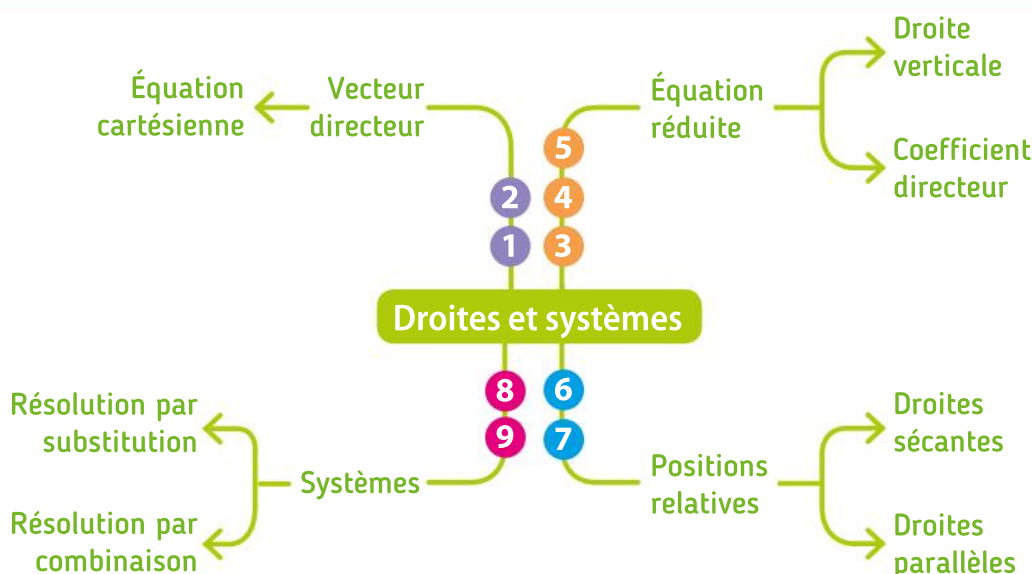 Équation
cartésienne
Vecteur
directeur
2
1
5
4
3
Équation
réduite
Droite
verticale
Coefficient
directeur
Droites et systèmes
8
9
Systèmes
Résolution par
substitution
Résolution par
combinaison
6
7
Positions
relatives
Droites
sécantes
Droites
parallèles